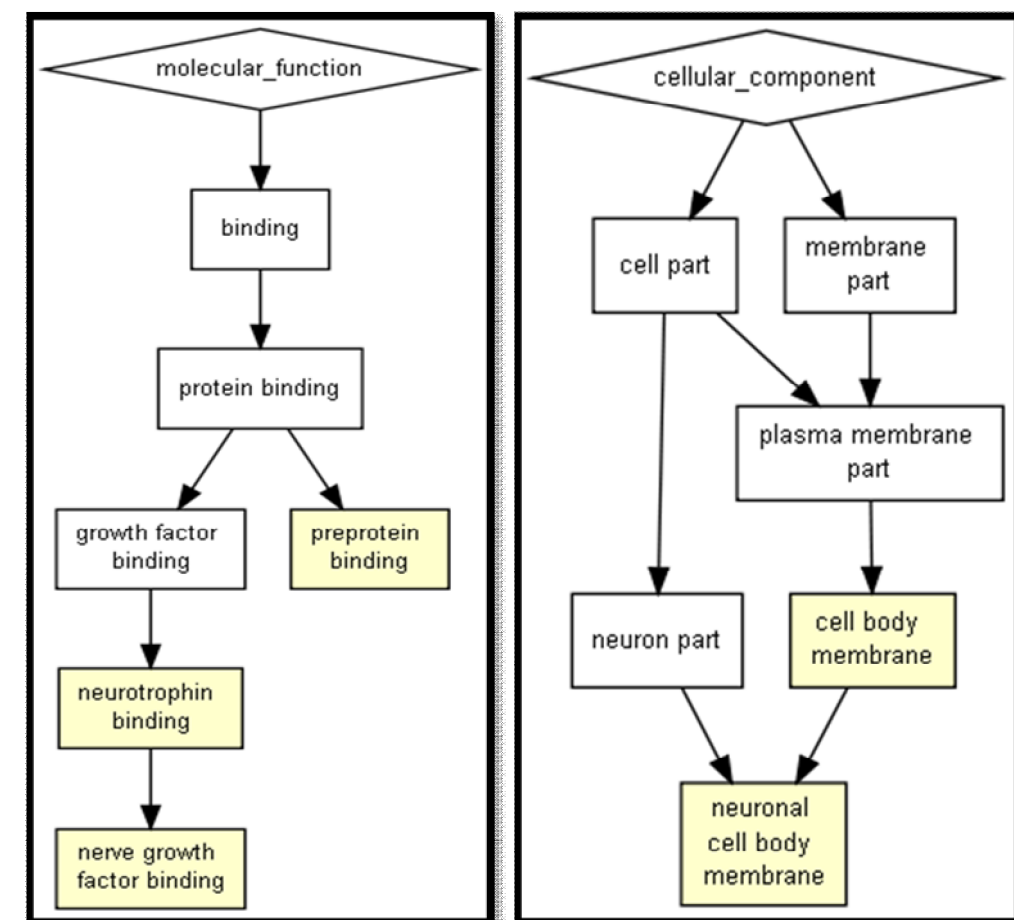 molecular_function
binding
protein binding
growth factor
binding
preprotein
binding
neurotrophin
binding
nerve growth
factor binding
cellular_component
cell part
membrane
part
plasma membrane
part
neuron part
cell body
membrane
neuronal
cell body
membrane